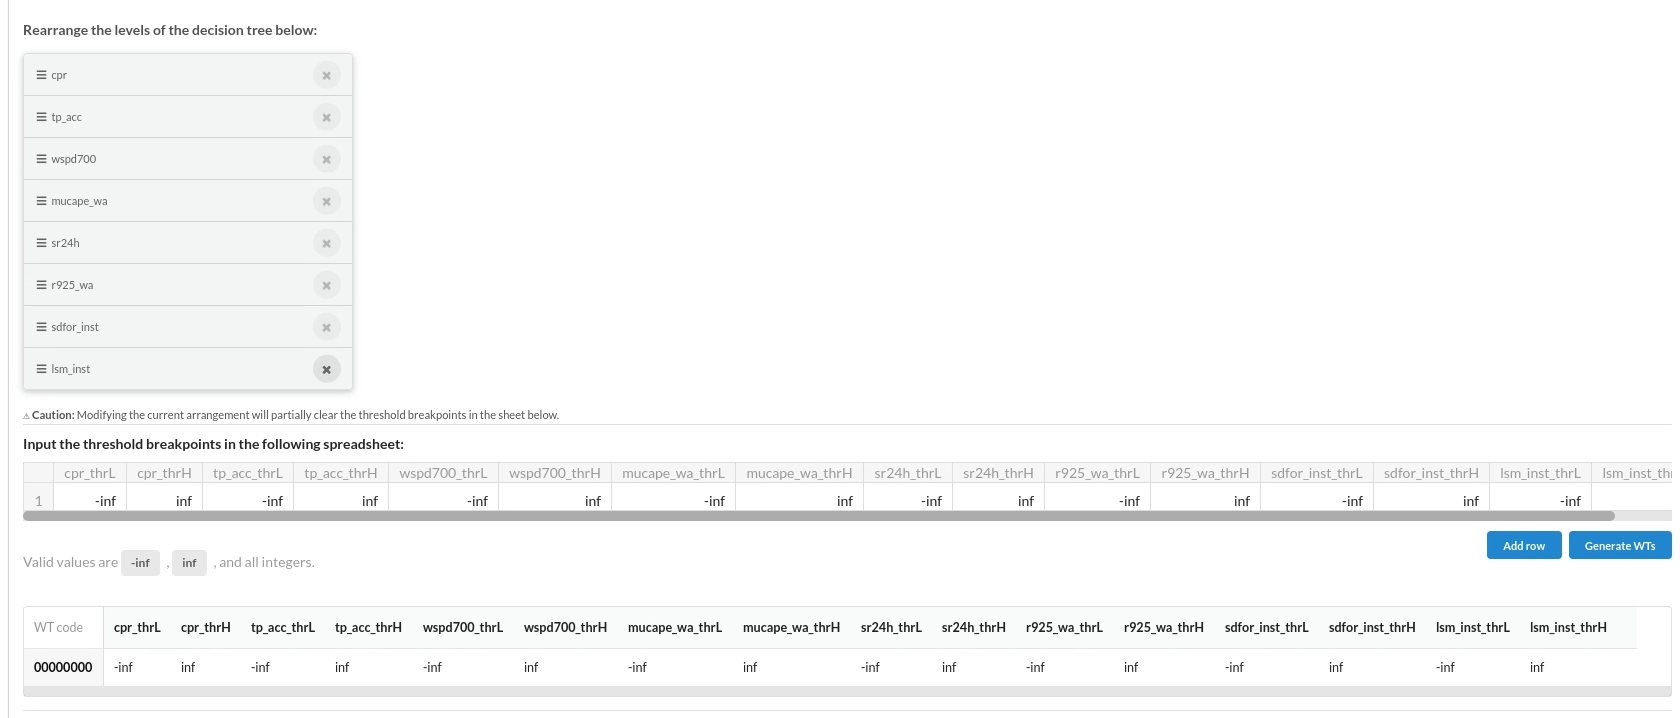 Rearrange the levels of the decision tree below:
cpr
tp_acc
wspd700
mucape_wa
sr24h
r925_wa
sdfor_inst
lsm_inst
⚠ Caution: Modifying the current arrangement will partially clear the threshold breakpoints in the sheet below.
Input the threshold breakpoints in the following spreadsheet:
cpr_thrL cpr_thrH tp_acc_thrL tp_acc_thrH wspd700_thrL wspd700_thrH mucape_wa_thrL mucape_wa_thrH sr24h_thrL sr24h_thrH r925_wa_thrL r925_wa_thrH sdfor_inst_thrL sdfor_inst_thrH lsm_inst_thrL lsm_inst_thr
1 -inf inf -inf inf -inf inf -inf inf -inf inf -inf inf -inf inf -inf
Add row Generate WTs
Valid values are -inf , inf , and all integers.
WT code cpr_thrL cpr_thrH tp_acc_thrL tp_acc_thrH wspd700_thrL wspd700_thrH mucape_wa_thrL mucape_wa_thrH sr24h_thrL sr24h_thrH r925_wa_thrL r925_wa_thrH sdfor_inst_thrL sdfor_inst_thrH lsm_inst_thrL lsm_inst_thrH
00000000 -inf inf -inf inf -inf inf -inf inf -inf inf -inf inf -inf inf -inf inf